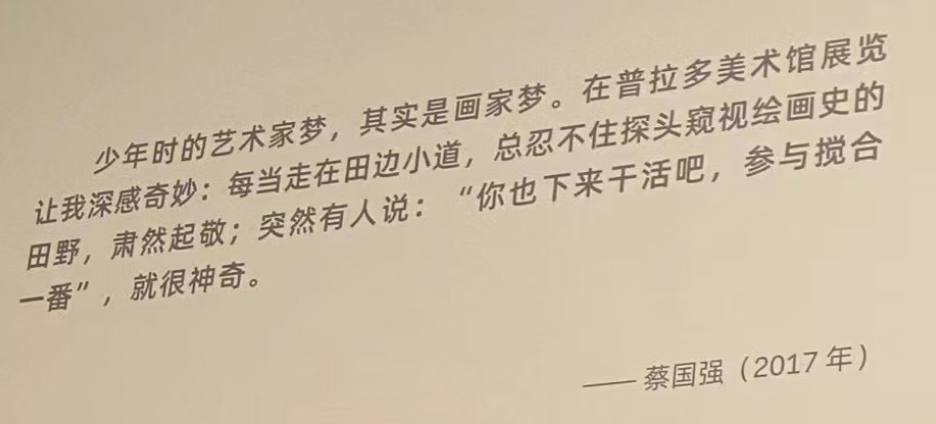 少年时的艺术家梦，其实是画家梦。在普拉多美术馆展览
让我深感奇妙：每当走在田边小道，总忍不住探头窥视绘画史的
田野，肃然起敬；突然有人说：“你也下来干活吧，参与搅合
一番”，就很神奇。
—— 蔡国强（2017 年）